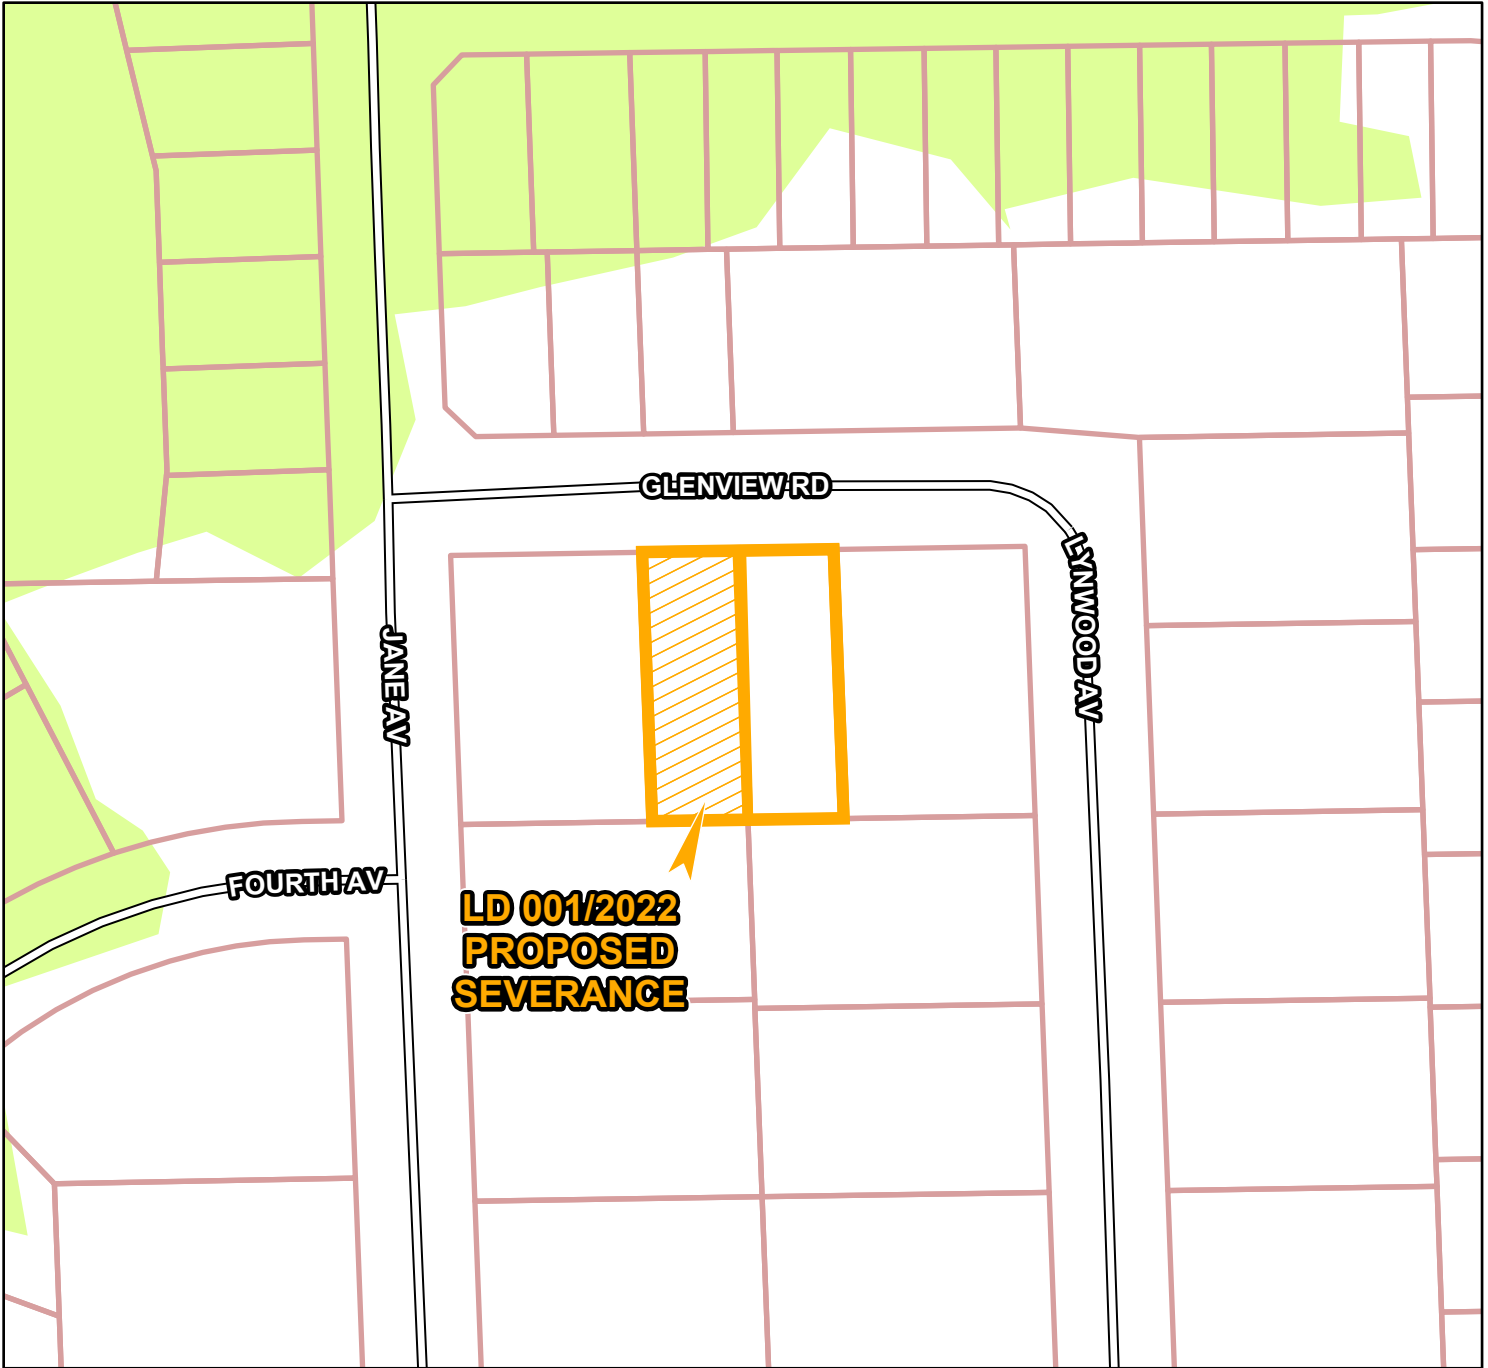 GLENVIEW RD
LYNWOOD AV
JANE AV
FOURTH AV
LD 001/2022
PROPOSED
SEVERANCE